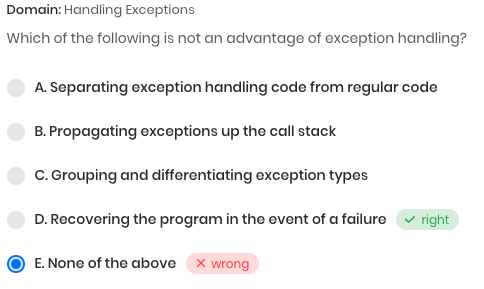 Domain: Handling Exceptions
Which of the following is not an advantage of exception handling?
A. Separating exception handling code from regular code
B. Propagating exceptions up the call stack
C. Grouping and differentiating exception types
D. Recovering the program in the event of a failure ✓ right
E. None of the above ✕ wrong